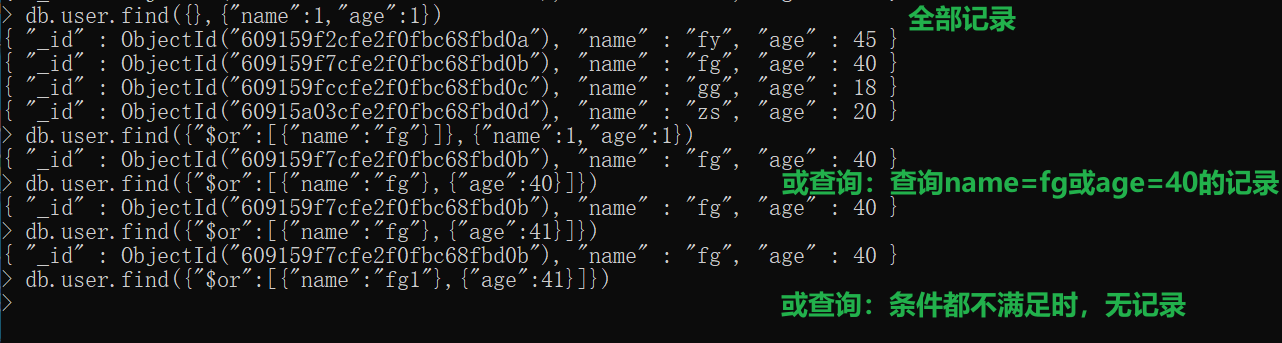 > db.user.find({},{"name":1,"age":1})
全部记录
{ "_id" : ObjectId("609159f2cfe2f0fbc68fbd0a"), "name" : "fy", "age" : 45 }
{ "_id" : ObjectId("609159f7cfe2f0fbc68fbd0b"), "name" : "fg", "age" : 40 }
{ "_id" : ObjectId("609159fccfe2f0fbc68fbd0c"), "name" : "gg", "age" : 18 }
{ "_id" : ObjectId("60915a03cfe2f0fbc68fbd0d"), "name" : "zs", "age" : 20 }
> db.user.find({"$or":[{"name":"fg"}]},{"name":1,"age":1})
{ "_id" : ObjectId("609159f7cfe2f0fbc68fbd0b"), "name" : "fg", "age" : 40 }
> db.user.find({"$or":[{"name":"fg"},{"age":40}]})
或查询：查询name=fg或age=40的记录
{ "_id" : ObjectId("609159f7cfe2f0fbc68fbd0b"), "name" : "fg", "age" : 40 }
> db.user.find({"$or":[{"name":"fg"},{"age":41}]})
{ "_id" : ObjectId("609159f7cfe2f0fbc68fbd0b"), "name" : "fg", "age" : 40 }
> db.user.find({"$or":[{"name":"fg1"},{"age":41}]})
>
或查询：条件都不满足时，无记录